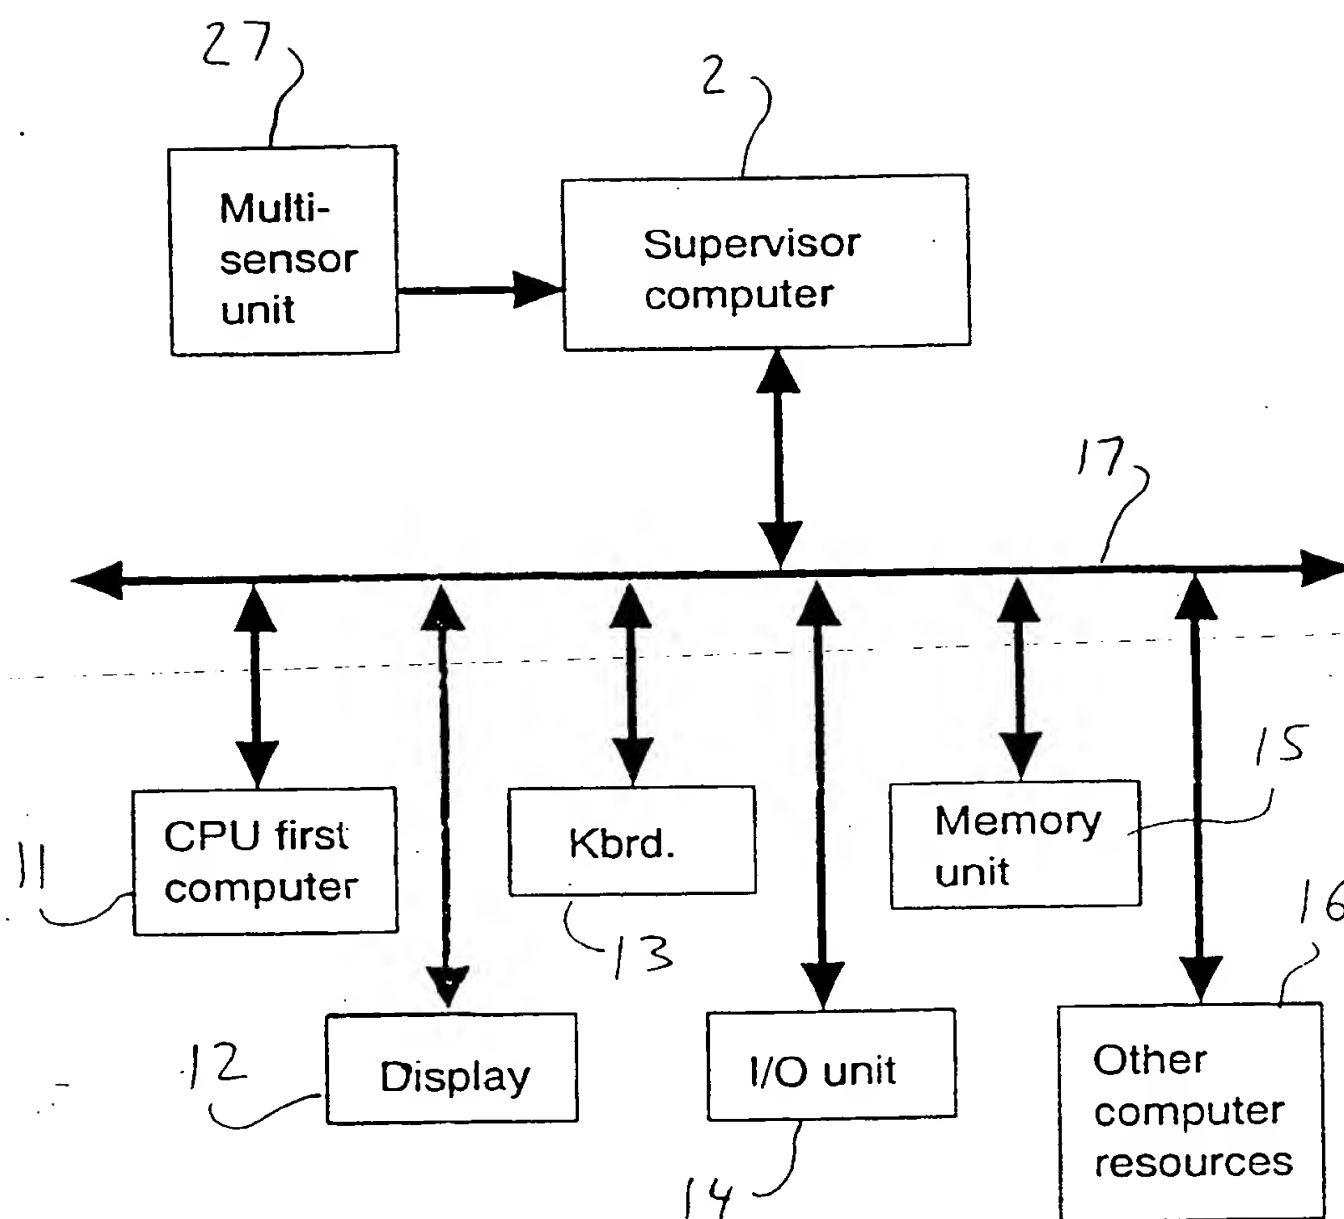 27
2
Multi-
sensor
unit
Supervisor
computer
17
15
CPU first
computer
Kbrd.
Memory
unit
11
13
16
12
Display
I/O unit
Other
computer
resources
14